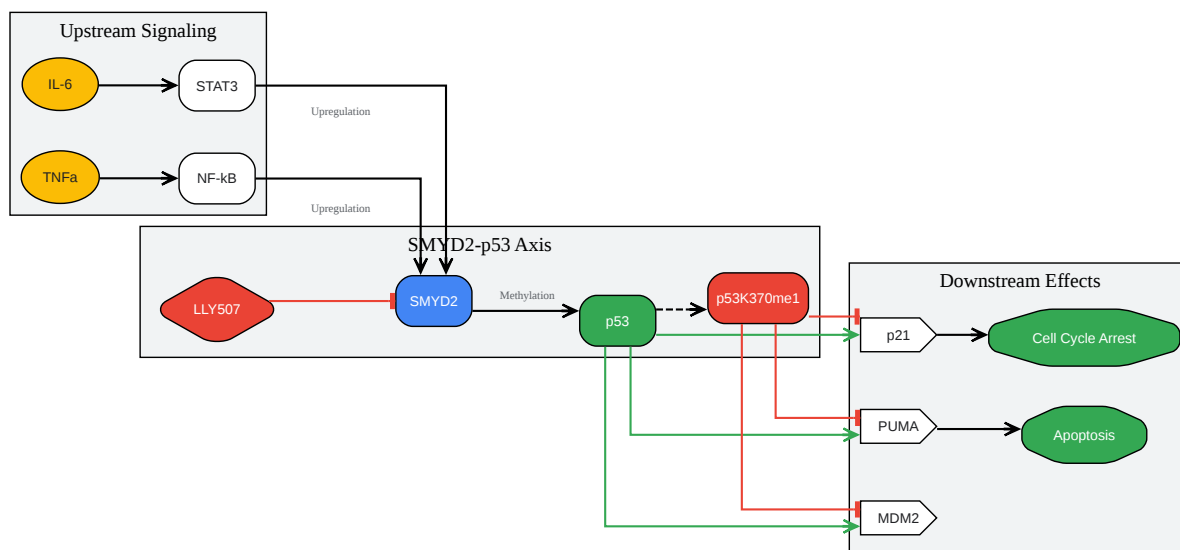 Upstream Signaling
IL-6
STAT3
Upregulation
TNFa
NF-kB
Upregulation
SMYD2-p53 Axis
LLY507
SMYD2
Methylation
p53
p53K370me1
Downstream Effects
p21
Cell Cycle Arrest
PUMA
Apoptosis
MDM2